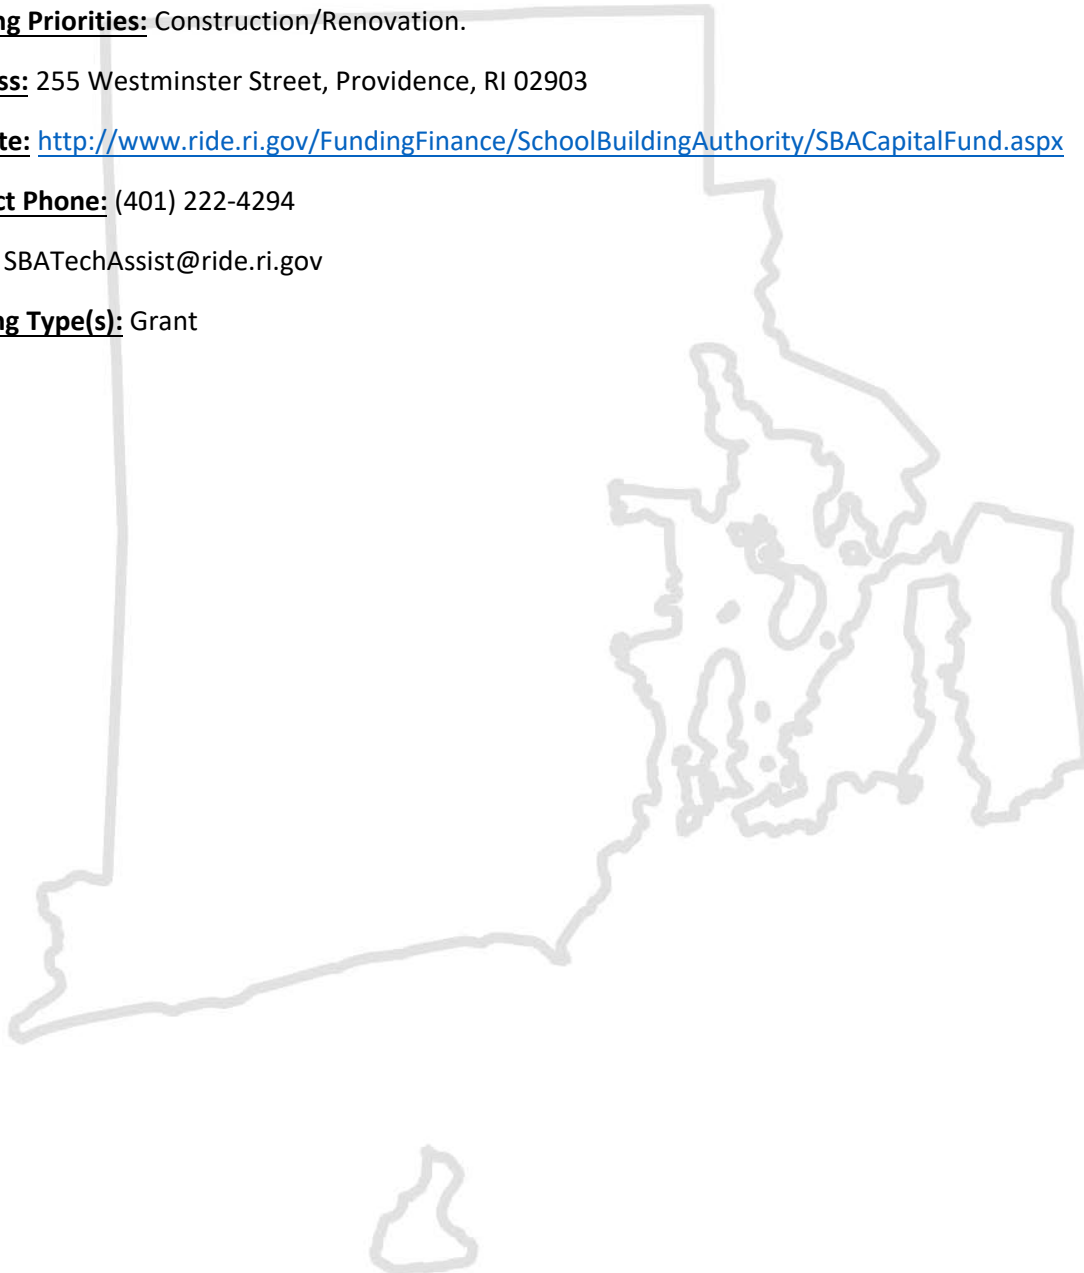 ng Priorities: Construction/Renovation.
ss: 255 Westminster Street, Providence, RI 02903
te: http://www.ride.ri.gov/FundingFinance/SchoolBuildingAuthority/SBACapitalFund.aspx
ct Phone: (401) 222-4294
SBATechAssist@ride.ri.gov
ng Type(s): Grant